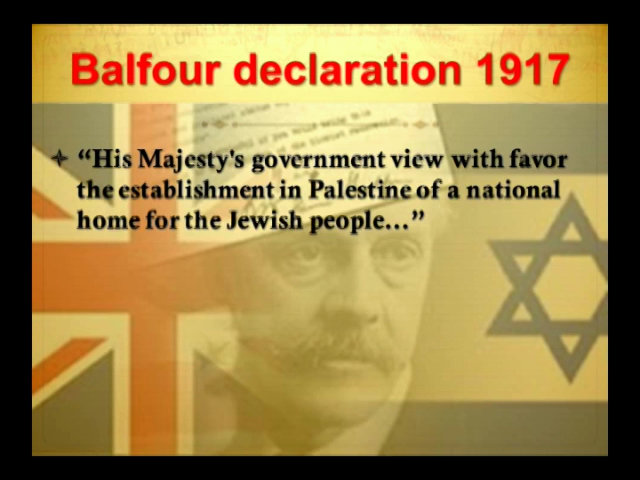 Balfour declaration 1917
“His Majesty's government view with favor
the establishment in Palestine of a national
home for the Jewish people…”